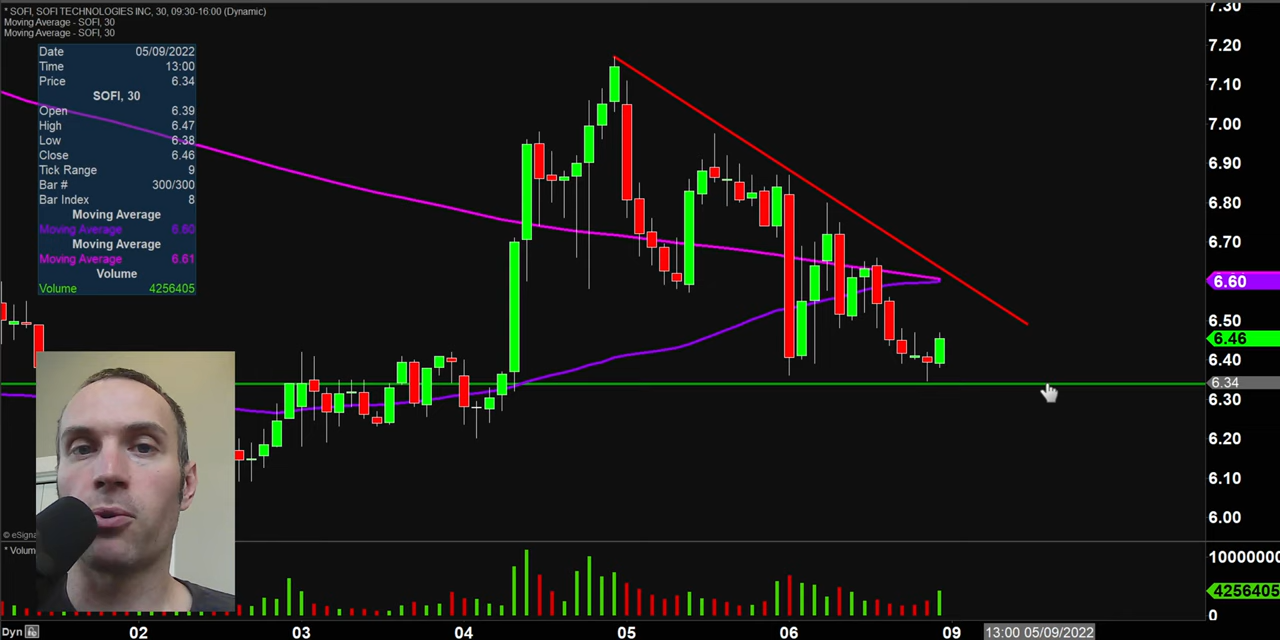 * SOFI, SOFI TECHNOLOGIES INC, 30, 09:30-16:00 (Dynamic)
Moving Average - SOFI, 30
Moving Average - SOFI, 30
Date 05/09/2022
Time 13:00
Price 6.34
SOFI, 30
Open 6.39
High 6.47
Low 6.38
Close 6.46
Tick Range 9
Bar # 300/300
Bar Index 8
Moving Average
Moving Average 6.60
Moving Average
Moving Average 6.61
Volume
Volume 4256405
7.30
7.20
7.10
7.00
6.90
6.80
6.70
6.60
6.50
6.46
6.40
6.34
6.30
6.20
6.10
6.00
© eSigna
* Volum
10000000
4256405
0
Dyn 02 03 04 05 06 09 13:00 05/09/2022